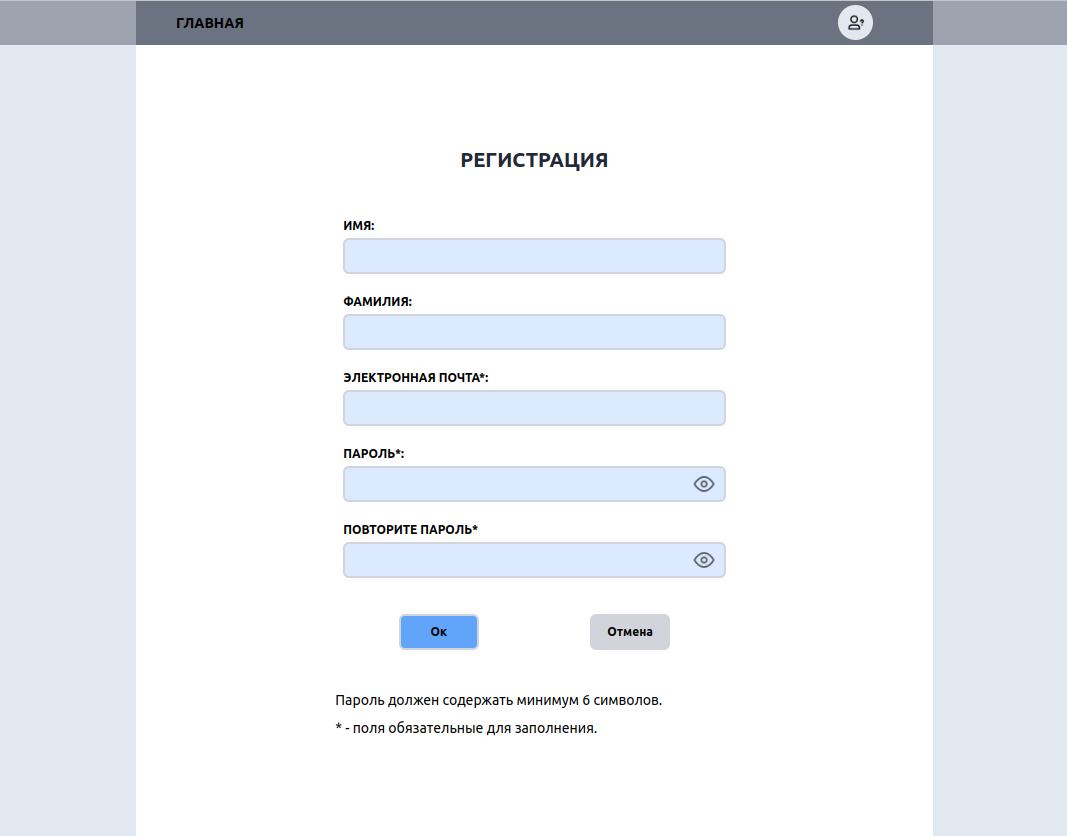 ГЛАВНАЯ
РЕГИСТРАЦИЯ
ИМЯ:
ФАМИЛИЯ:
ЭЛЕКТРОННАЯ ПОЧТА*:
ПАРОЛЬ*:
ПОВТОРИТЕ ПАРОЛЬ*
Ок
Отмена
Пароль должен содержать минимум 6 символов.
* - поля обязательные для заполнения.